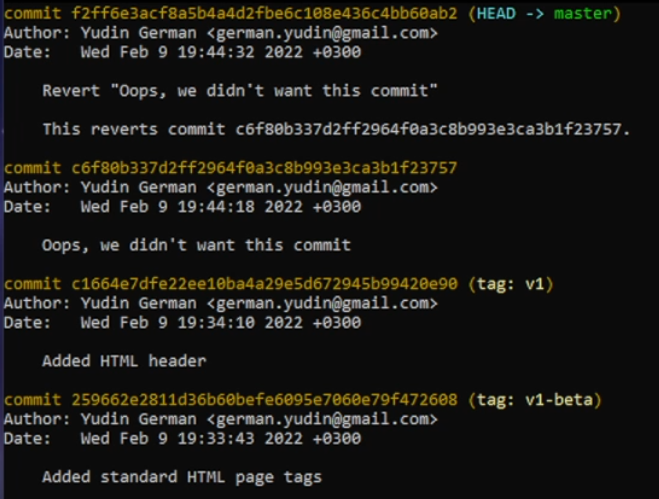 commit f2ff6e3acf8a5b4a4d2fbe6c108e436c4bb60ab2 (HEAD -> master)
Author: Yudin German <german.yudin@gmail.com>
Date: Wed Feb 9 19:44:32 2022 +0300
Revert "Oops, we didn't want this commit"
This reverts commit c6f80b337d2ff2964f0a3c8b993e3ca3b1f23757.
commit c6f80b337d2ff2964f0a3c8b993e3ca3b1f23757
Author: Yudin German <german.yudin@gmail.com>
Date: Wed Feb 9 19:44:18 2022 +0300
Oops, we didn't want this commit
commit c1664e7dfe22ee10ba4a29e5d672945b99420e90 (tag: v1)
Author: Yudin German <german.yudin@gmail.com>
Date: Wed Feb 9 19:34:10 2022 +0300
Added HTML header
commit 259662e2811d36b60befe6095e7060e79f472608 (tag: v1-beta)
Author: Yudin German <german.yudin@gmail.com>
Date: Wed Feb 9 19:33:43 2022 +0300
Added standard HTML page tags